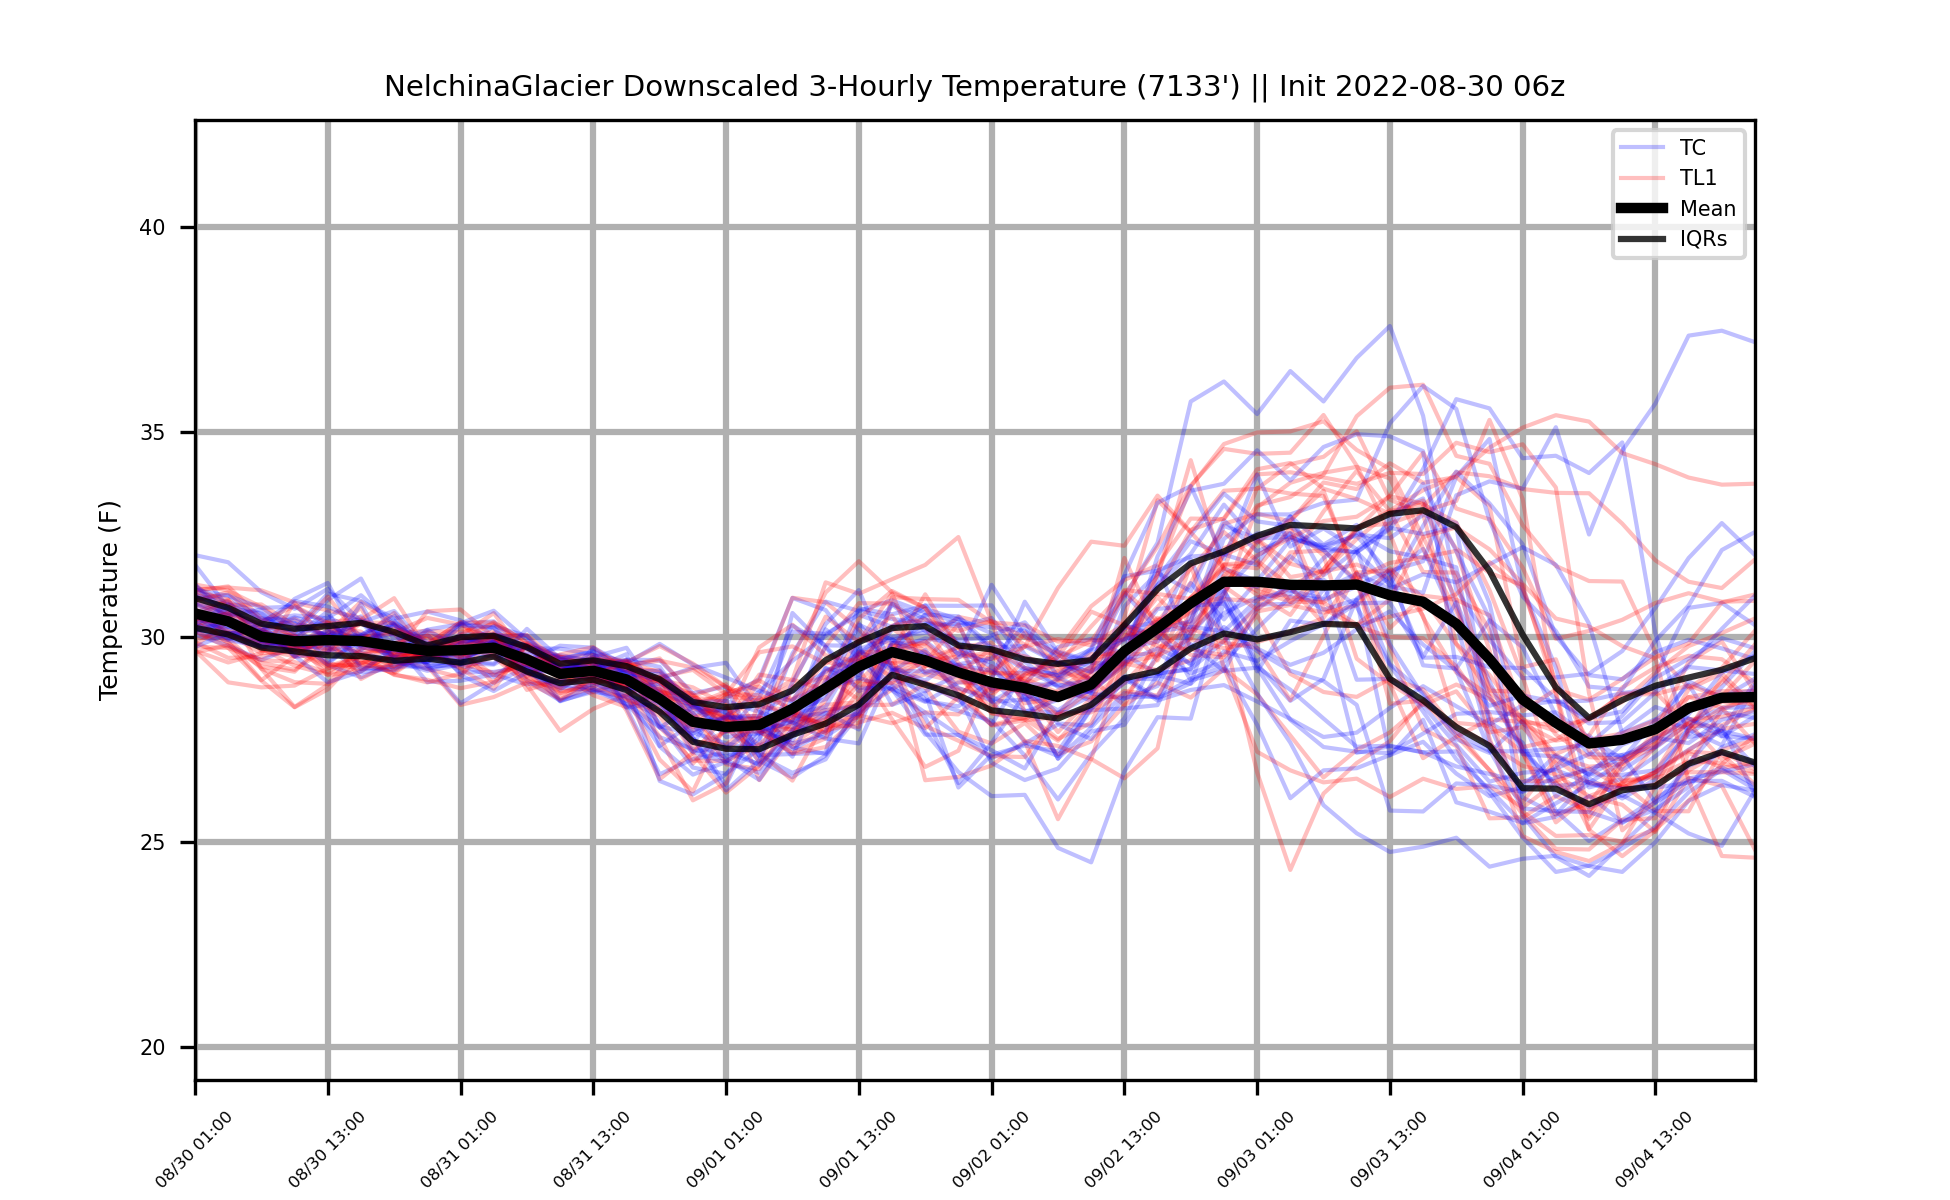 NelchinaGlacier Downscaled 3-Hourly Temperature (7133') || Init 2022-08-30 06z
TC
TL1
Mean
IQRs
Temperature (F)
40
35
30
25
20
08/30 01:00
08/30 13:00
08/31 01:00
08/31 13:00
09/01 01:00
09/01 13:00
09/02 01:00
09/02 13:00
09/03 01:00
09/03 13:00
09/04 01:00
09/04 13:00